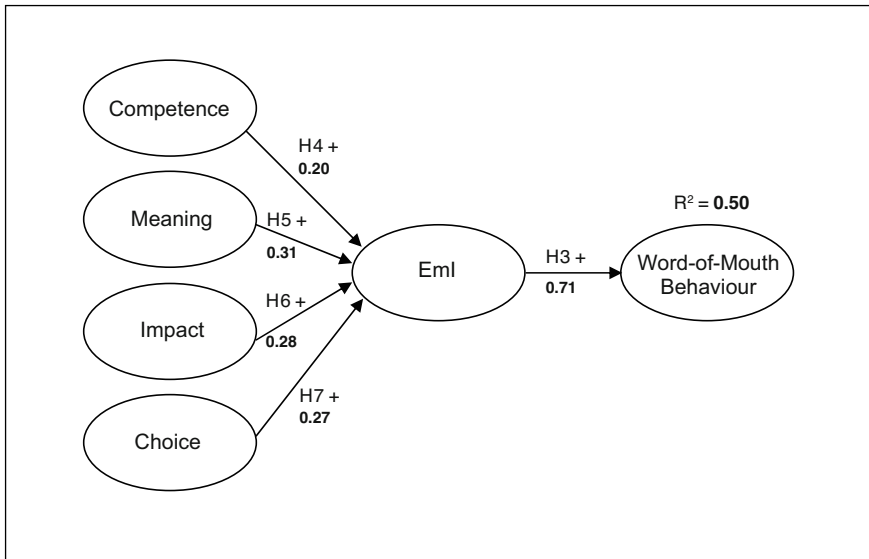 Competence
H4 +
0.20
Meaning
H5 +
0.31
Impact
H6 +
0.28
Choice
H7 +
0.27
EmI
H3 +
0.71
R² = 0.50
Word-of-Mouth
Behaviour